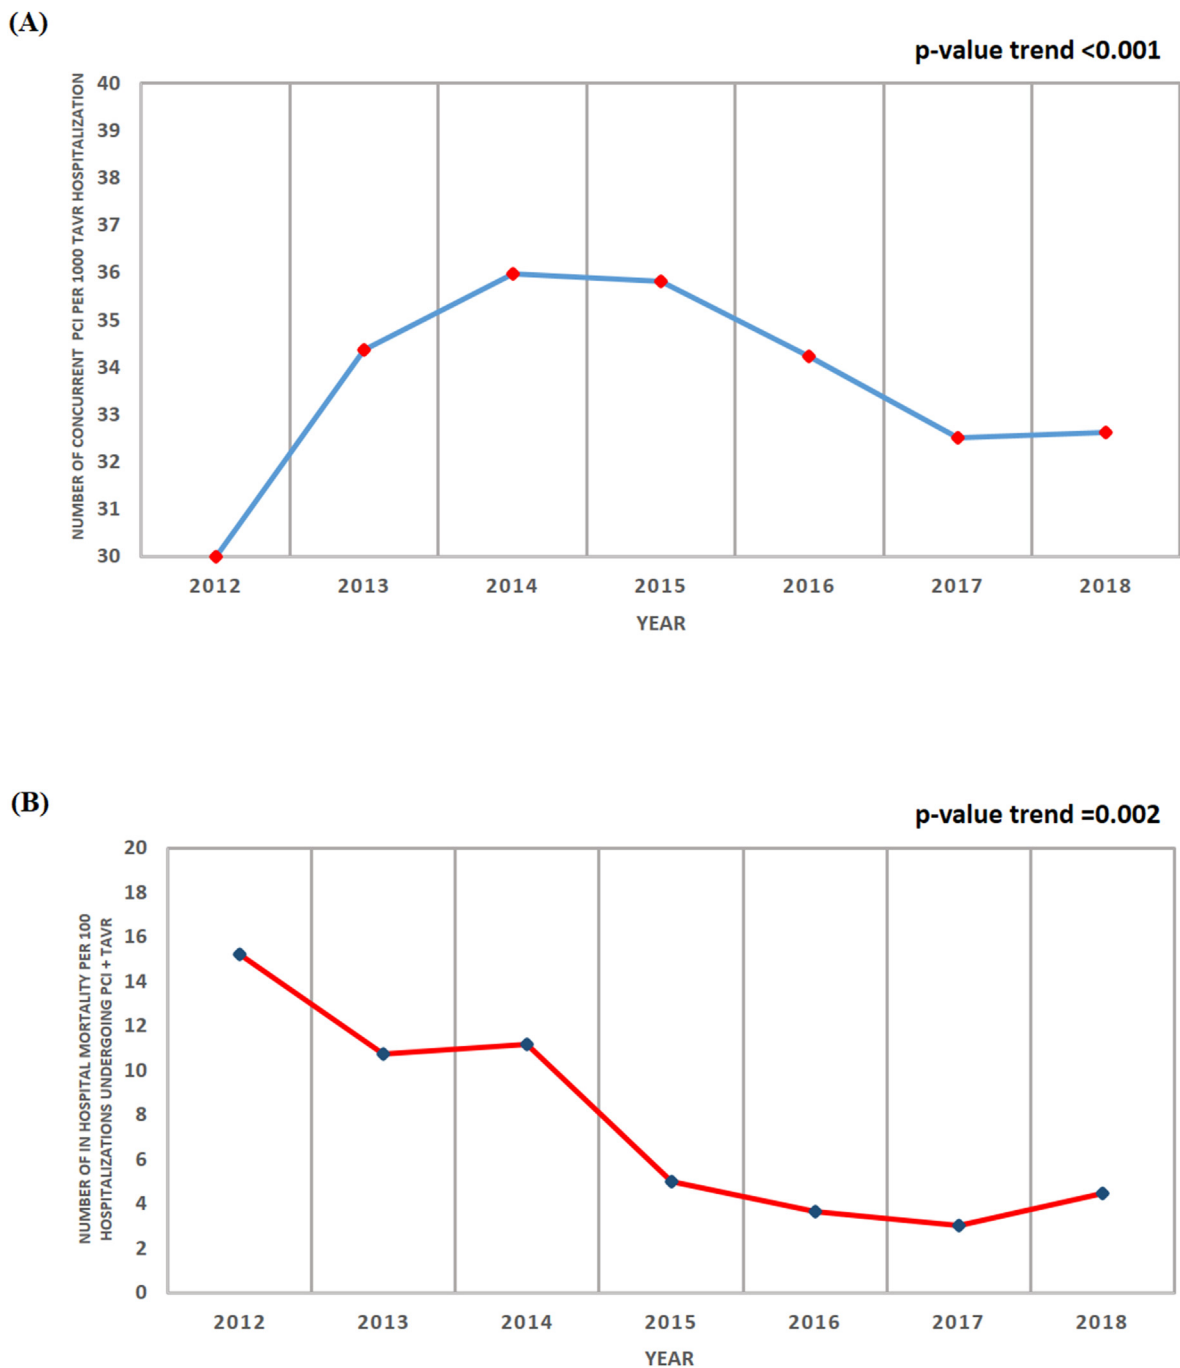 (A)
p-value trend <0.001
NUMBER OF CONCURRENT PCI PER 1000 TAVR HOSPITALIZATION
40
39
38
37
36
35
34
33
32
31
30
2012 2013 2014 2015 2016 2017 2018
YEAR
(B)
p-value trend =0.002
NUMBER OF IN HOSPITAL MORTALITY PER 100
HOSPITALIZATIONS UNDERGOING PCI + TAVR
20
18
16
14
12
10
8
6
4
2
0
2012 2013 2014 2015 2016 2017 2018
YEAR